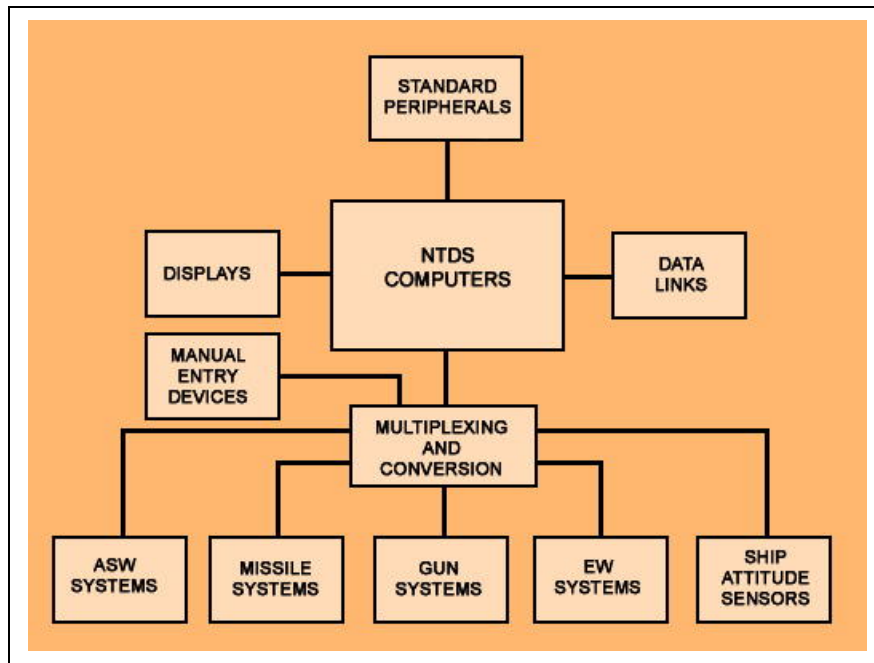 STANDARD
PERIPHERALS
NTDS
COMPUTERS
DISPLAYS
DATA
LINKS
MANUAL
ENTRY
DEVICES
MULTIPLEXING
AND
CONVERSION
ASW
SYSTEMS
MISSILE
SYSTEMS
GUN
SYSTEMS
EW
SYSTEMS
SHIP
ATTITUDE
SENSORS